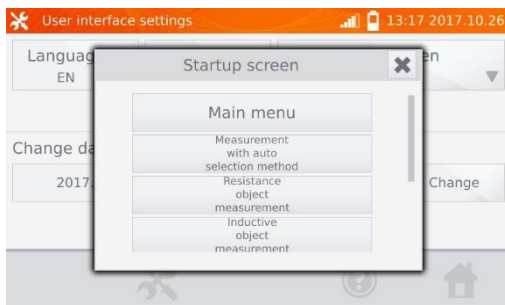 User interface settings 13:17 2017.10.26
Languag
EN
en
Startup screen
Main menu
Measurement
with auto
selection method
Resistance
object
measurement
Inductive
object
measurement
Change da
2017.
Change